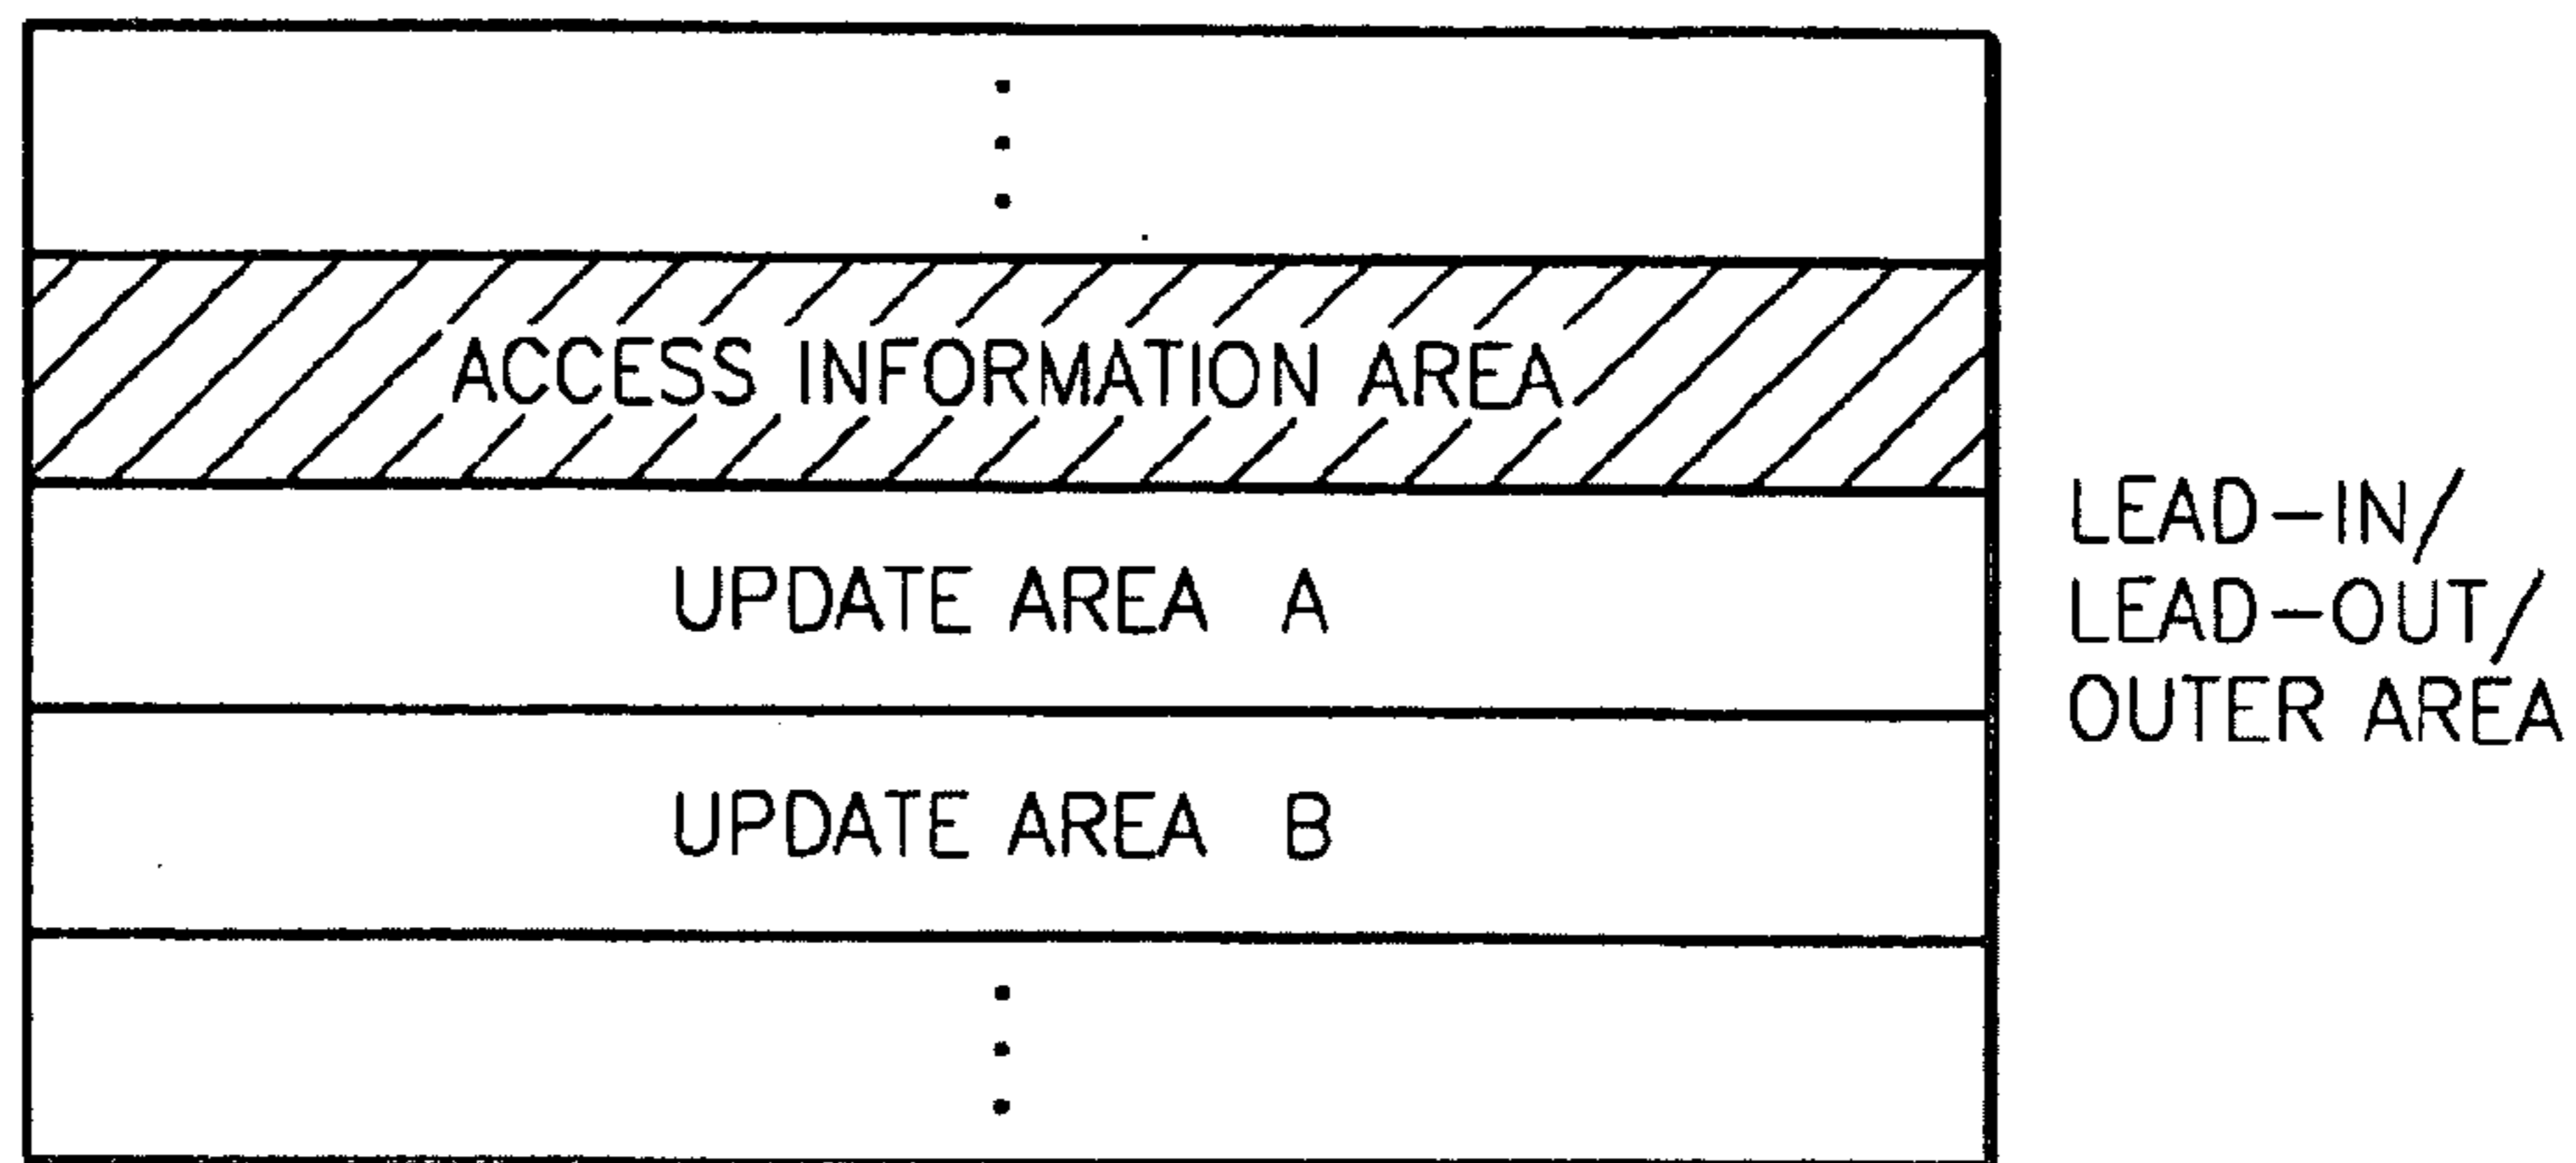 ACCESS INFORMATION AREA
UPDATE AREA A
UPDATE AREA B
LEAD-IN/
LEAD-OUT/
OUTER AREA